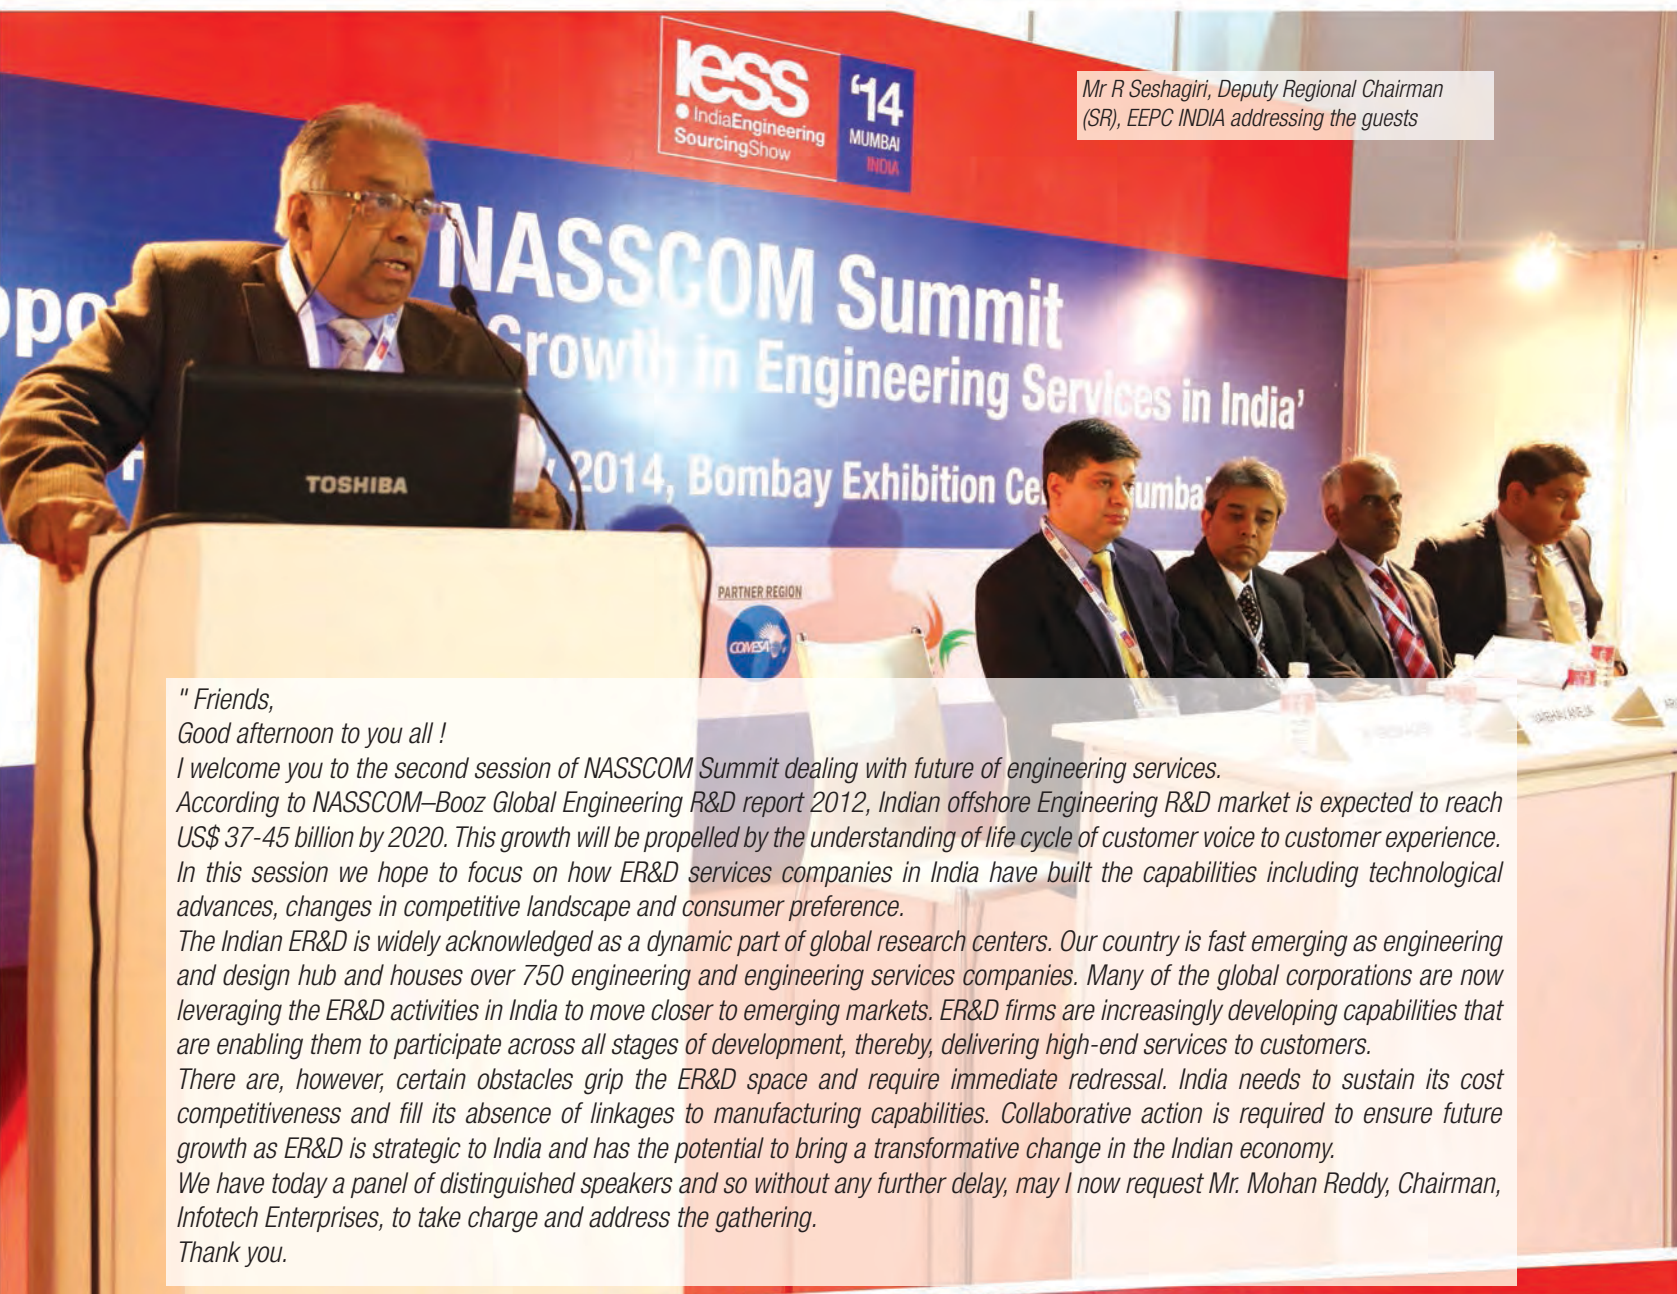 Mr R Seshagiri, Deputy Regional Chairman
(SR), EEPC INDIA addressing the guests
ıess
IndiaEngineering
SourcingShow
‘14
MUMBAI
INDIA
NASSCOM Summit
Growth in Engineering Services in India’
2014, Bombay Exhibition
TOSHIBA
PARTNER REGION
COMESA
" Friends,
Good afternoon to you all !
I welcome you to the second session of NASSCOM Summit dealing with future of engineering services.
According to NASSCOM–Booz Global Engineering R&D report 2012, Indian offshore Engineering R&D market is expected to reach
US$ 37-45 billion by 2020. This growth will be propelled by the understanding of life cycle of customer voice to customer experience.
In this session we hope to focus on how ER&D services companies in India have built the capabilities including technological
advances, changes in competitive landscape and consumer preference.
The Indian ER&D is widely acknowledged as a dynamic part of global research centers. Our country is fast emerging as engineering
and design hub and houses over 750 engineering and engineering services companies. Many of the global corporations are now
leveraging the ER&D activities in India to move closer to emerging markets. ER&D firms are increasingly developing capabilities that
are enabling them to participate across all stages of development, thereby, delivering high-end services to customers.
There are, however, certain obstacles grip the ER&D space and require immediate redressal. India needs to sustain its cost
competitiveness and fill its absence of linkages to manufacturing capabilities. Collaborative action is required to ensure future
growth as ER&D is strategic to India and has the potential to bring a transformative change in the Indian economy.
We have today a panel of distinguished speakers and so without any further delay, may I now request Mr. Mohan Reddy, Chairman,
Infotech Enterprises, to take charge and address the gathering.
Thank you.